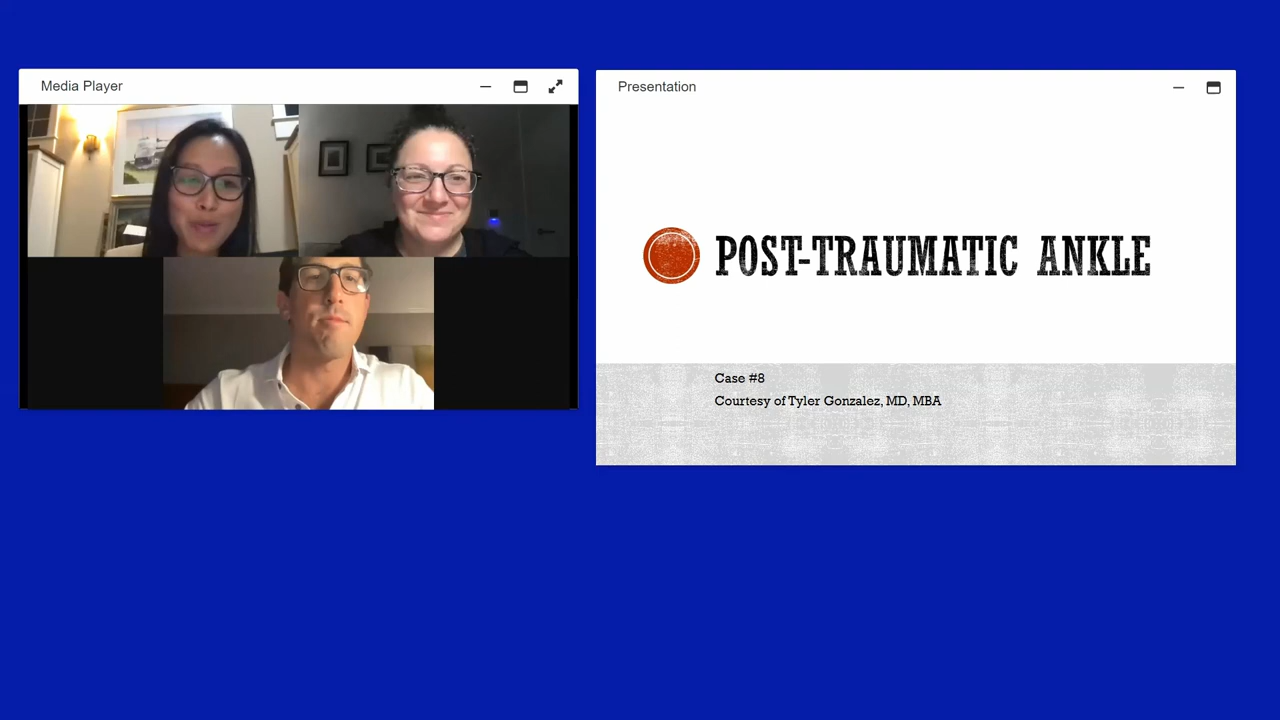 Media Player
Presentation
POST-TRAUMATIC ANKLE
Case #8
Courtesy of Tyler Gonzalez, MD, MBA